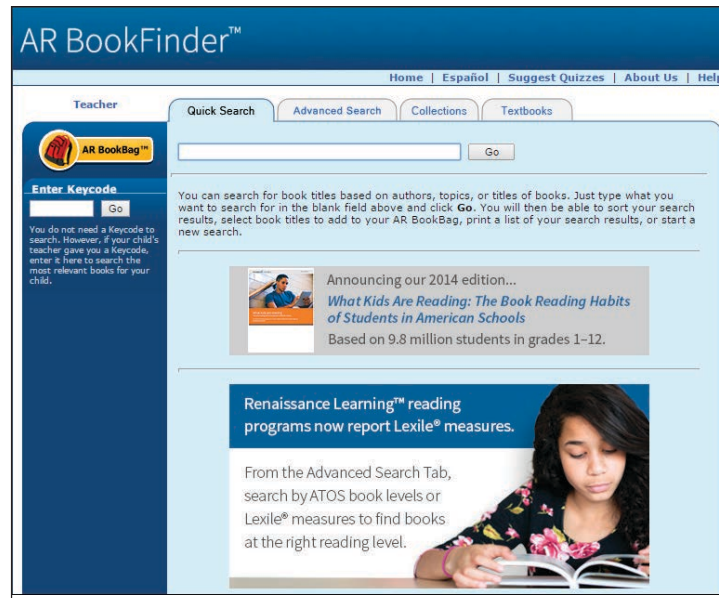 AR BookFinder™
Home | Español | Suggest Quizzes | About Us | Help
Teacher
Quick Search
Advanced Search
Collections
Textbooks
AR BookBag™
Go
Enter Keycode
Go
You do not need a Keycode to
search. However, if your child's
teacher gave you a Keycode,
enter it here to search the
most relevant books for your
child.
You can search for book titles based on authors, topics, or titles of books. Just type what you
want to search for in the blank field above and click Go. You will then be able to sort your search
results, select book titles to add to your AR BookBag, print a list of your search results, or start a
new search.
Announcing our 2014 edition...
What Kids Are Reading: The Book Reading Habits
of Students in American Schools
Based on 9.8 million students in grades 1–12.
Renaissance Learning™ reading
programs now report Lexile® measures.
From the Advanced Search Tab,
search by ATOS book levels or
Lexile® measures to find books
at the right reading level.